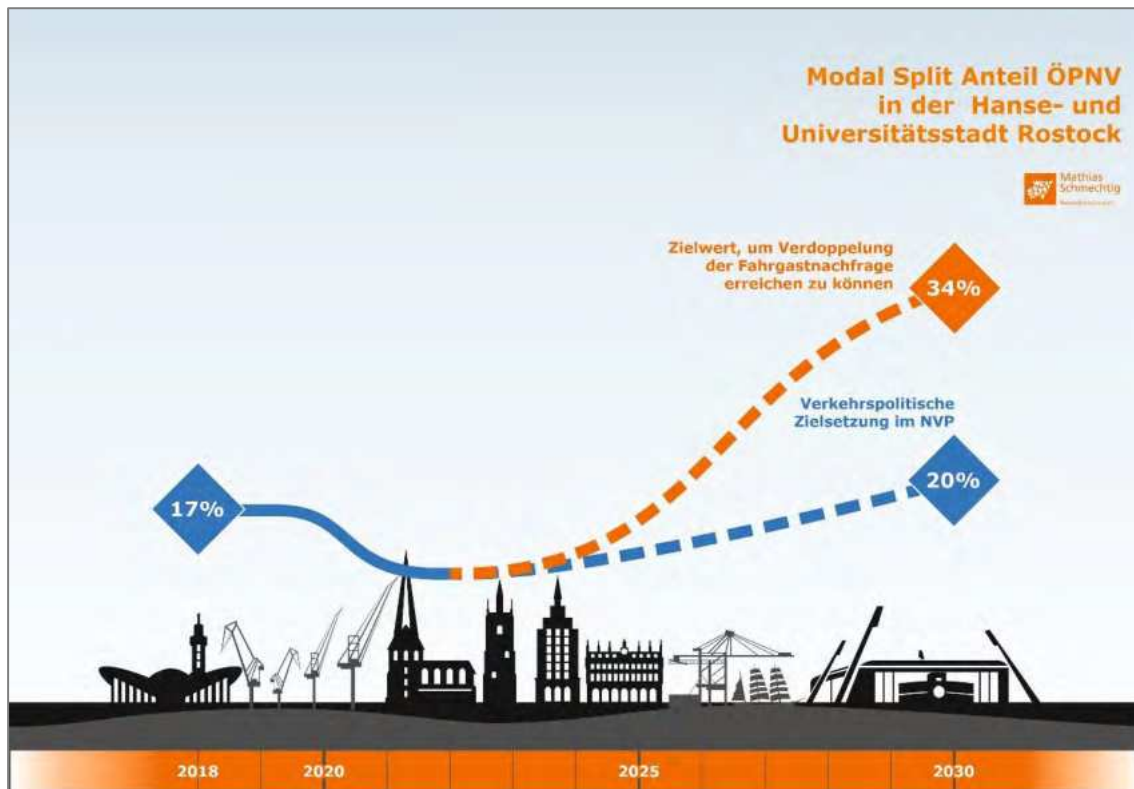 Modal Split Anteil ÖPNV
in der Hanse- und
Universitätsstadt Rostock
Mathias
Schmechtig
Zielwert, um Verdoppelung
der Fahrgastnachfrage
erreichen zu können
34%
Verkehrspolitische
Zielsetzung im NVP
17%
20%
2018 2020 2025 2030